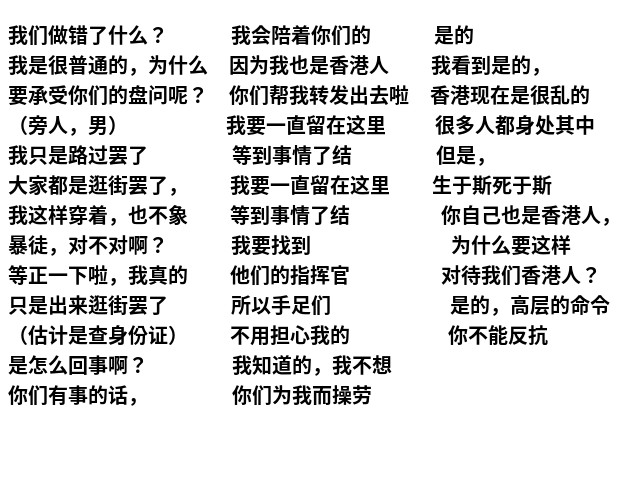 我们做错了什么？
我是很普通的，为什么
要承受你们的盘问呢？
（旁人，男）
我只是路过罢了
大家都是逛街罢了，
我这样穿着，也不象
暴徒，对不对啊？
等正一下啦，我真的
只是出来逛街罢了
（估计是查身份证）
是怎么回事啊？
你们有事的话，
我会陪着你们的
因为我也是香港人
你们帮我转发出去啦
我要一直留在这里
等到事情了结
我要一直留在这里
等到事情了结
我要找到
他们的指挥官
所以手足们
不用担心我的
我知道的，我不想
你们为我而操劳
是的
我看到是的，
香港现在是很乱的
很多人都身处其中
但是，
生于斯死于斯
你自己也是香港人，
为什么要这样
对待我们香港人？
是的，高层的命令
你不能反抗